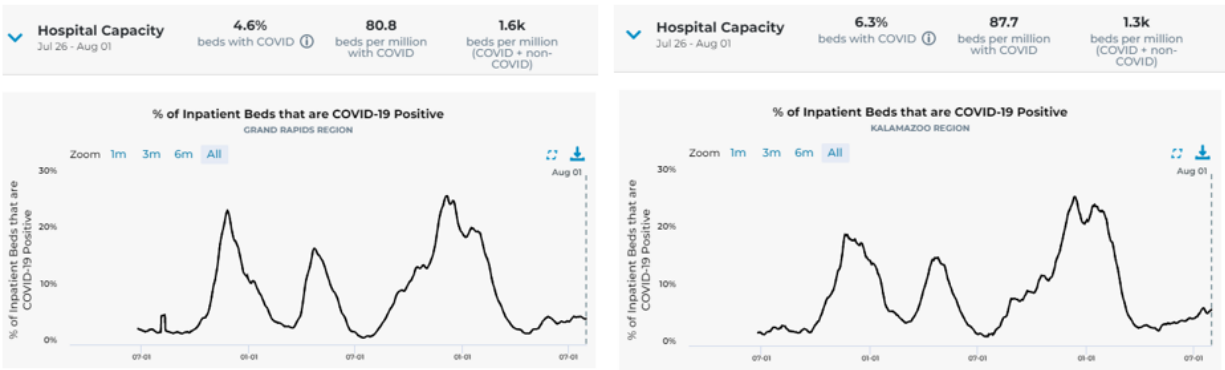 Hospital Capacity
Jul 26 - Aug 01
4.6%
beds with COVID ⓘ
80.8
beds per million
with COVID
1.6k
beds per million
(COVID + non-
COVID)
% of Inpatient Beds that are COVID-19 Positive
GRAND RAPIDS REGION
Zoom 1m 3m 6m All
Aug 01
% of Inpatient Beds that are
COVID-19 Positive
30%
20%
10%
0%
07-01 01-01 07-01 01-01 07-01
Hospital Capacity
Jul 26 - Aug 01
6.3%
beds with COVID ⓘ
87.7
beds per million
with COVID
1.3k
beds per million
(COVID + non-
COVID)
% of Inpatient Beds that are COVID-19 Positive
KALAMAZOO REGION
Zoom 1m 3m 6m All
Aug 01
% of Inpatient Beds that are
COVID-19 Positive
30%
20%
10%
0%
07-01 01-01 07-01 01-01 07-01